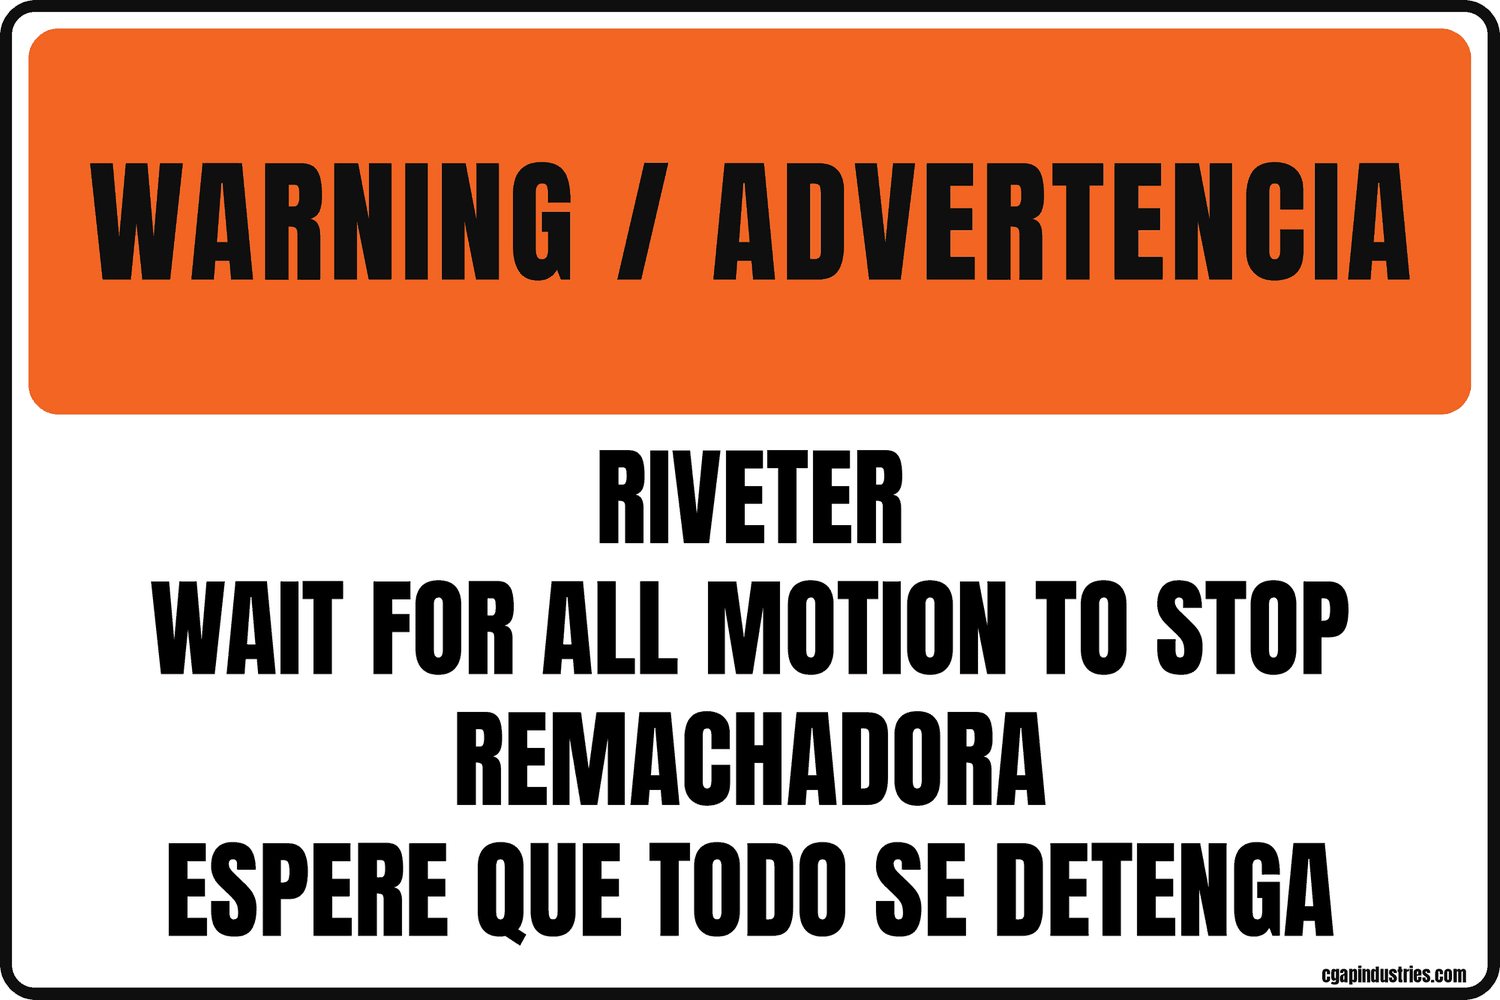 WARNING / ADVERTENCIA
RIVETER
WAIT FOR ALL MOTION TO STOP
REMACHADORA
ESPERE QUE TODO SE DETENGA
cgapindustries.com